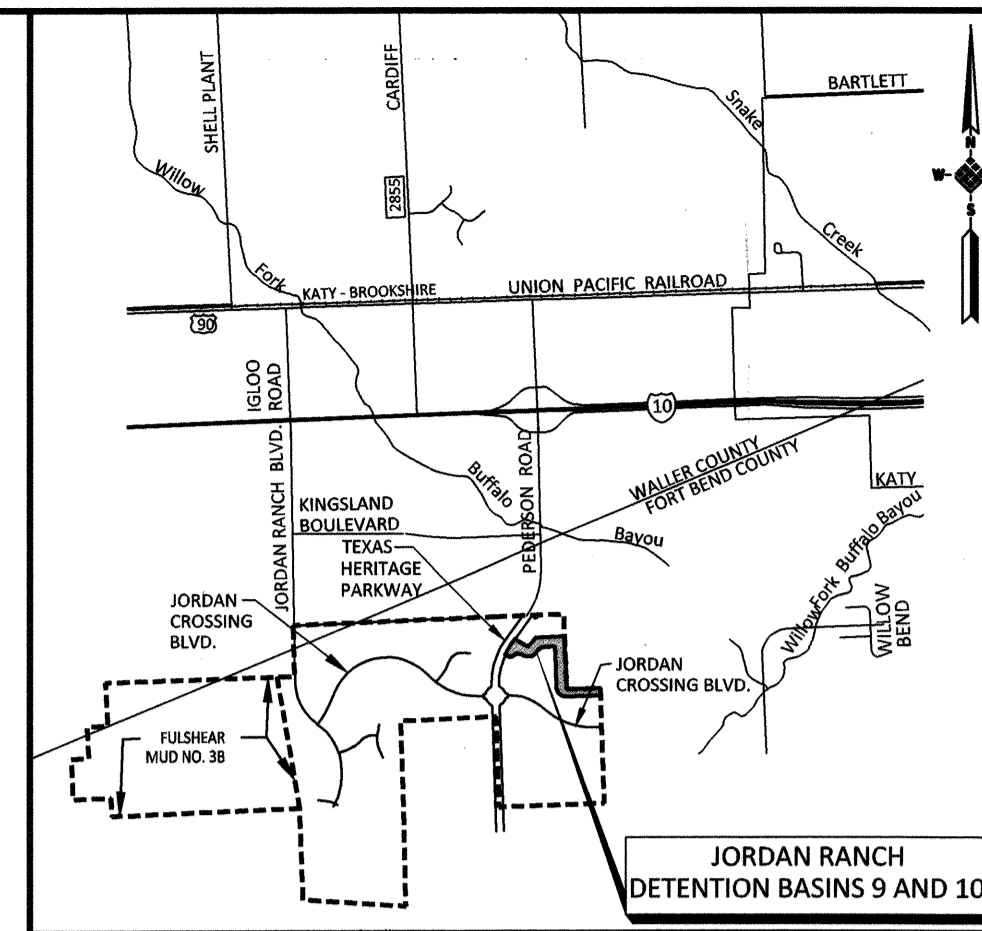 SHELL PLANT
CARDIFF
BARTLETT
Snake
Creek
N
W
S
Willow
Fork
2855
KATY - BROOKSHIRE
UNION PACIFIC RAILROAD
90
IGLOO
ROAD
JORDAN RANCH BLVD.
10
PEDERSON ROAD
Buffalo
Bayou
WALLER COUNTY
FORT BEND COUNTY
KATY
KINGSLAND
BOULEVARD
TEXAS
HERITAGE
PARKWAY
Willow Fork Buffalo Bayou
WILLOW
BEND
JORDAN
CROSSING
BLVD.
JORDAN
CROSSING BLVD.
FULSHEAR
MUD NO. 3B
JORDAN RANCH
DETENTION BASINS 9 AND 10